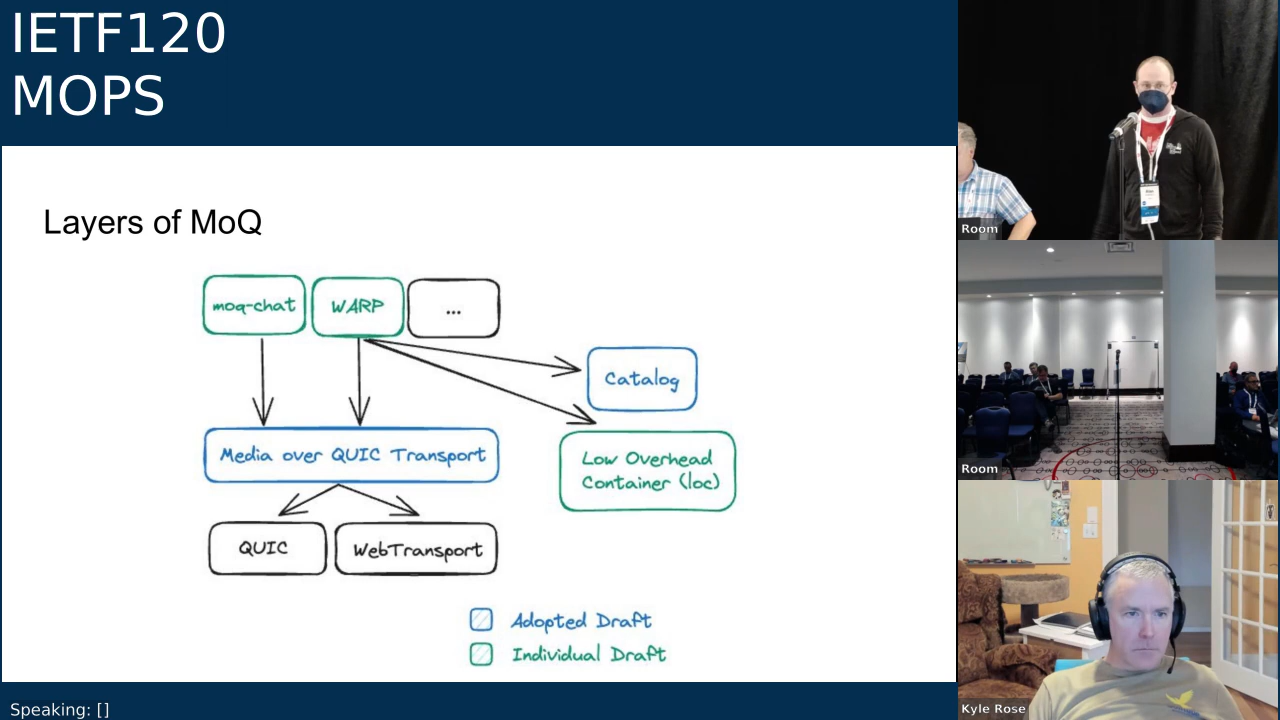 IETF120
MOPS
Layers of MoQ
moq-chat
WARP
...
Catalog
Media over QUIC Transport
Low Overhead
Container (loc)
QUIC
WebTransport
Adopted Draft
Individual Draft
Speaking: []
Room
Room
Kyle Rose